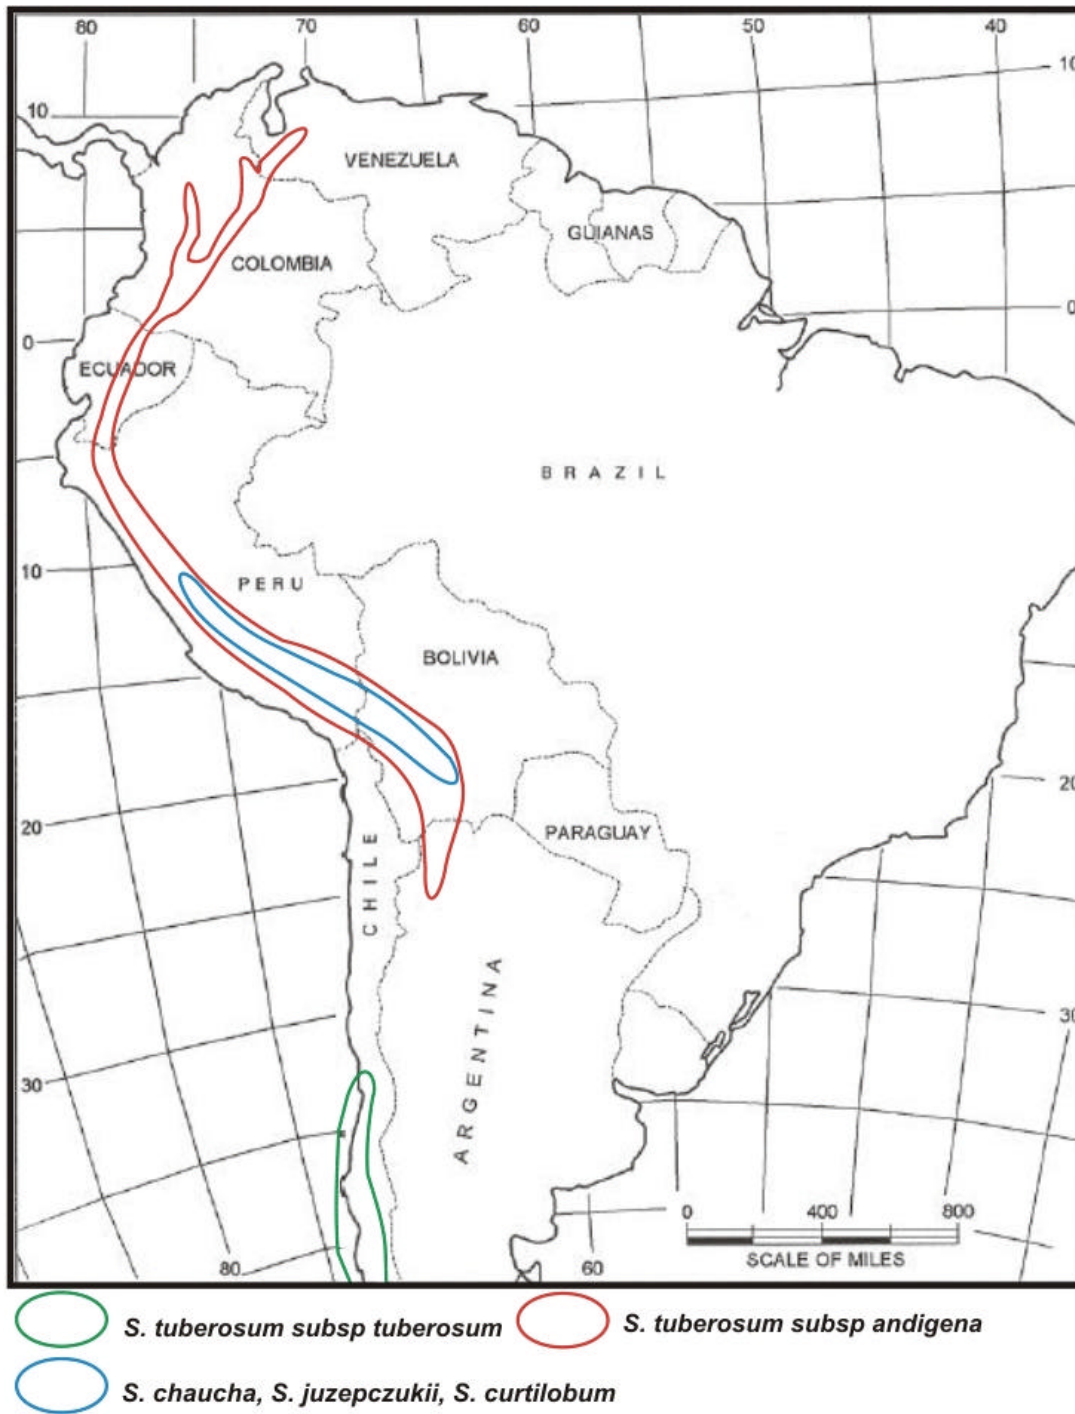 80 70 60 50 40
10
10
VENEZUELA
GUIANAS
COLOMBIA
0
0
ECUADOR
BRAZIL
10
PERU
BOLIVIA
20
20
PARAGUAY
CHILE
ARGENTINA
30
30
0 400 800
SCALE OF MILES
80 60
S. tuberosum subsp tuberosum
S. tuberosum subsp andigena
S. chaucha, S. juzepczukii, S. curtilobum